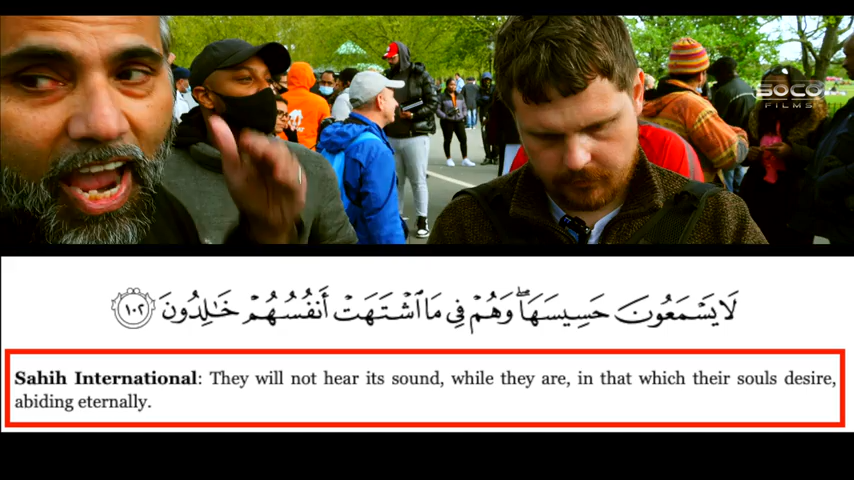 SOCO
FILMS
لَا يَسْمَعُونَ حَسِيسَهَا ۖ وَهُمْ فِي مَا ٱشْتَهَتْ أَنفُسُهُمْ خَٰلِدُونَ ١٠٢
Sahih International: They will not hear its sound, while they are, in that which their souls desire,
abiding eternally.